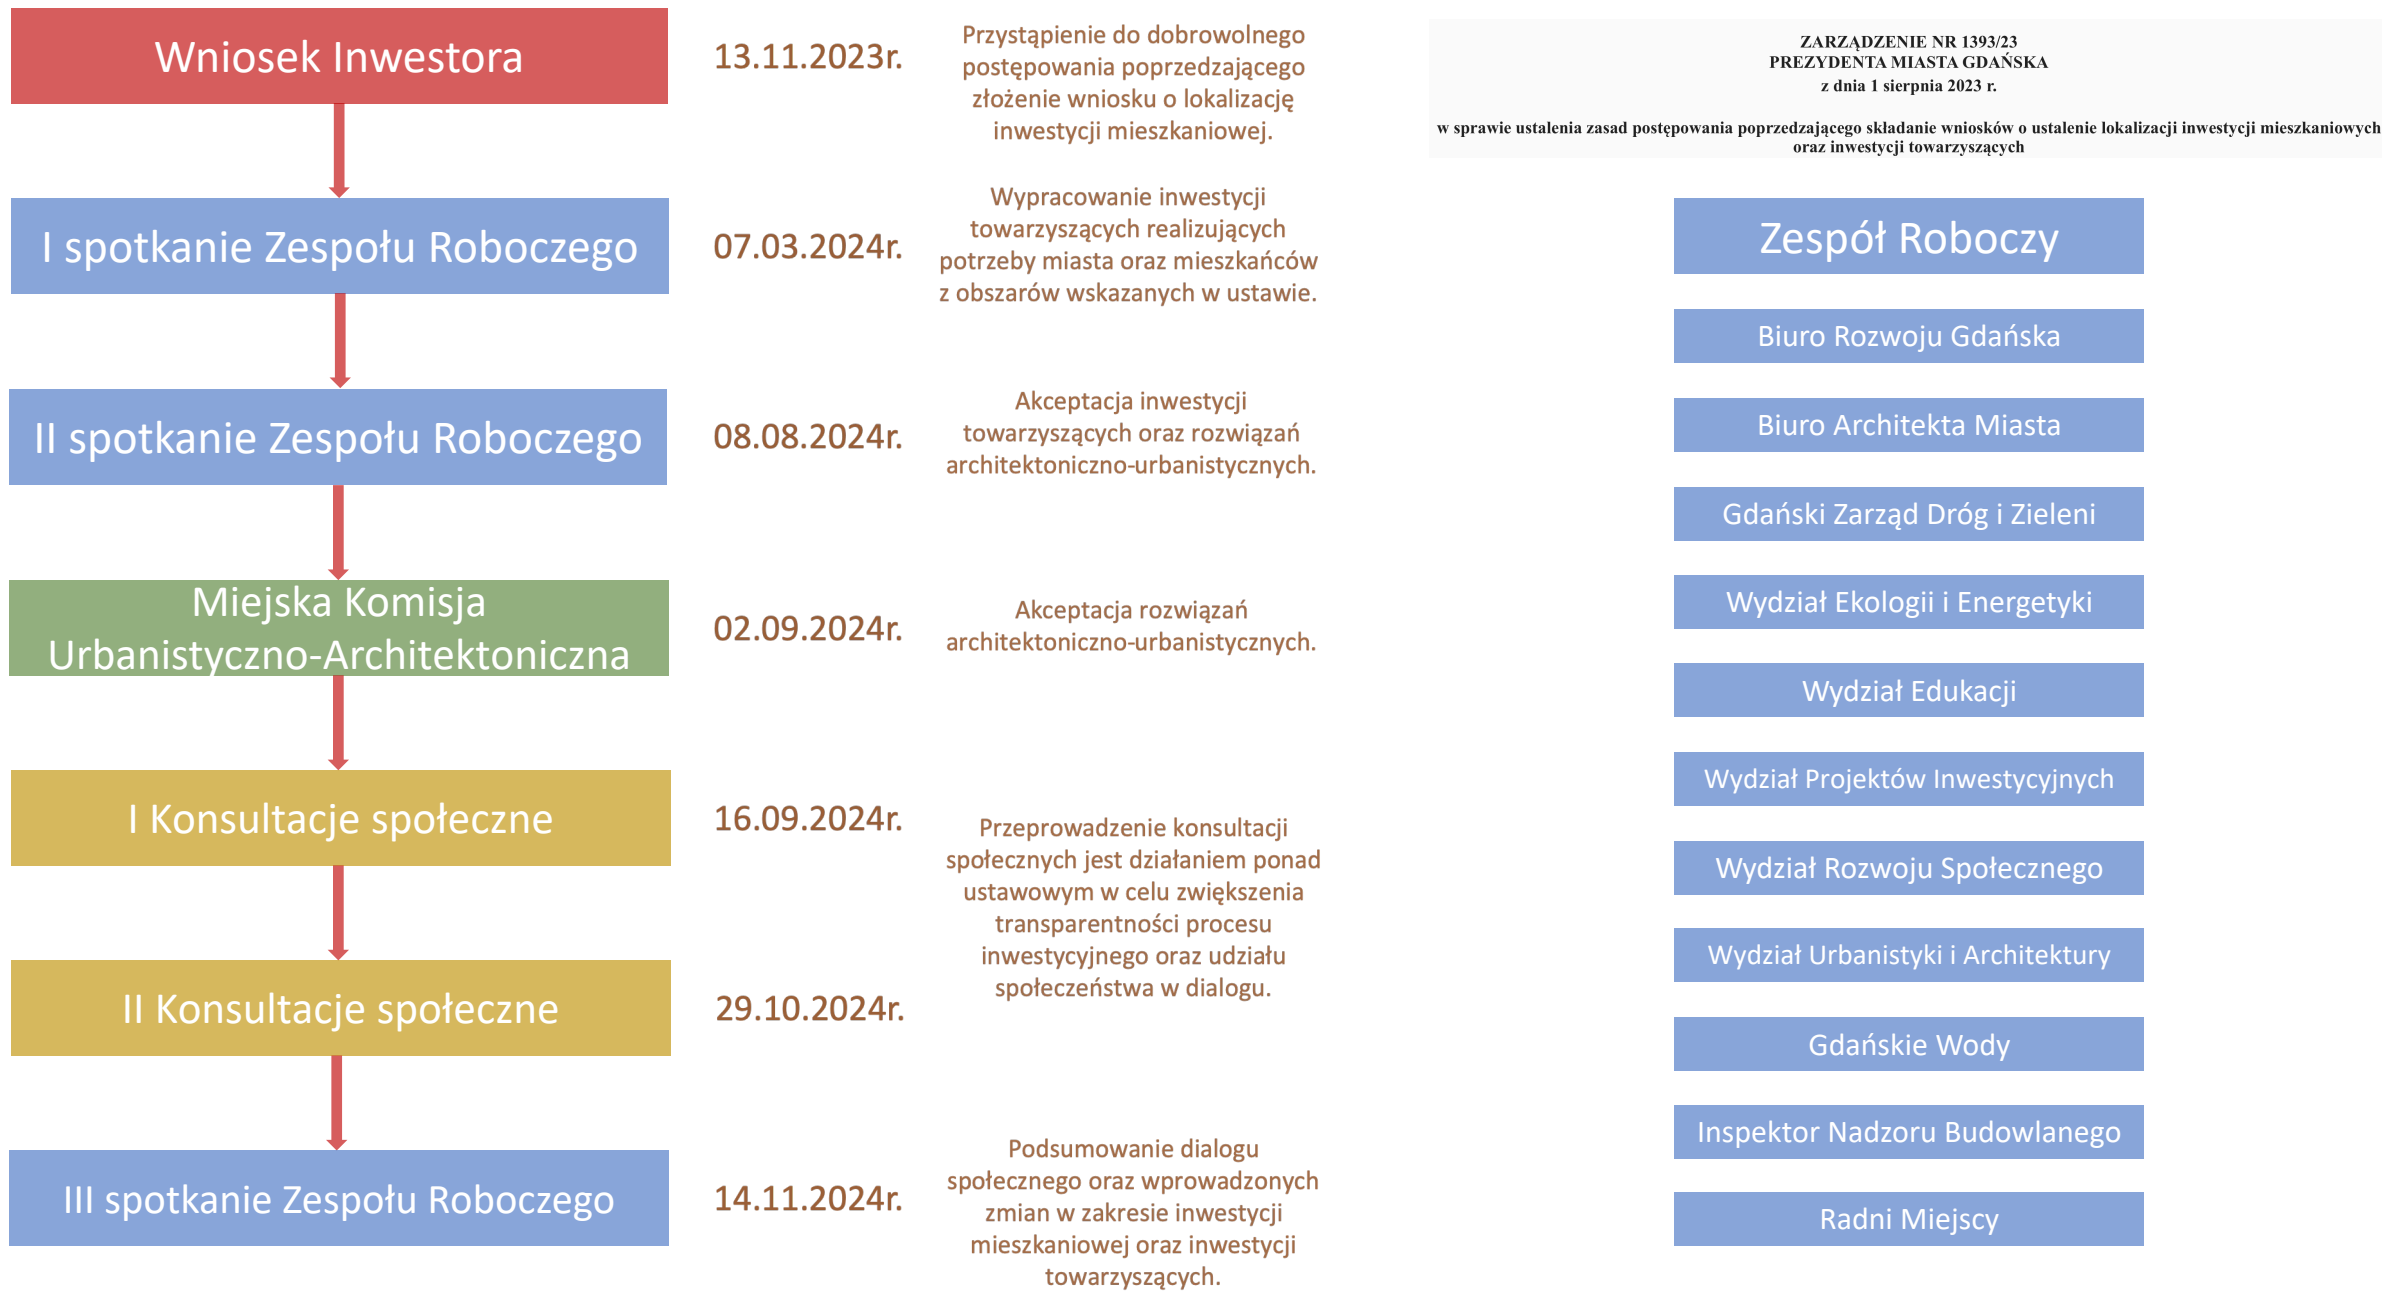 Wniosek Inwestora
13.11.2023r.
Przystąpienie do dobrowolnego
postępowania poprzedzającego
złożenie wniosku o lokalizację
inwestycji mieszkaniowej.
I spotkanie Zespołu Roboczego
07.03.2024r.
Wypracowanie inwestycji
towarzyszących realizujących
potrzeby miasta oraz mieszkańców
z obszarów wskazanych w ustawie.
II spotkanie Zespołu Roboczego
08.08.2024r.
Akceptacja inwestycji
towarzyszących oraz rozwiązań
architektoniczno-urbanistycznych.
Miejska Komisja
Urbanistyczno-Architektoniczna
02.09.2024r.
Akceptacja rozwiązań
architektoniczno-urbanistycznych.
I Konsultacje społeczne
16.09.2024r.
Przeprowadzenie konsultacji
społecznych jest działaniem ponad
ustawowym w celu zwiększenia
transparentności procesu
inwestycyjnego oraz udziału
społeczeństwa w dialogu.
II Konsultacje społeczne
29.10.2024r.
III spotkanie Zespołu Roboczego
14.11.2024r.
Podsumowanie dialogu
społecznego oraz wprowadzonych
zmian w zakresie inwestycji
mieszkaniowej oraz inwestycji
towarzyszących.
ZARZĄDZENIE NR 1393/23
PREZYDENTA MIASTA GDAŃSKA
z dnia 1 sierpnia 2023 r.
w sprawie ustalenia zasad postępowania poprzedzającego składanie wniosków o ustalenie lokalizacji inwestycji mieszkaniowych
oraz inwestycji towarzyszących
Zespół Roboczy
Biuro Rozwoju Gdańska
Biuro Architekta Miasta
Gdański Zarząd Dróg i Zieleni
Wydział Ekologii i Energetyki
Wydział Edukacji
Wydział Projektów Inwestycyjnych
Wydział Rozwoju Społecznego
Wydział Urbanistyki i Architektury
Gdańskie Wody
Inspektor Nadzoru Budowlanego
Radni Miejscy